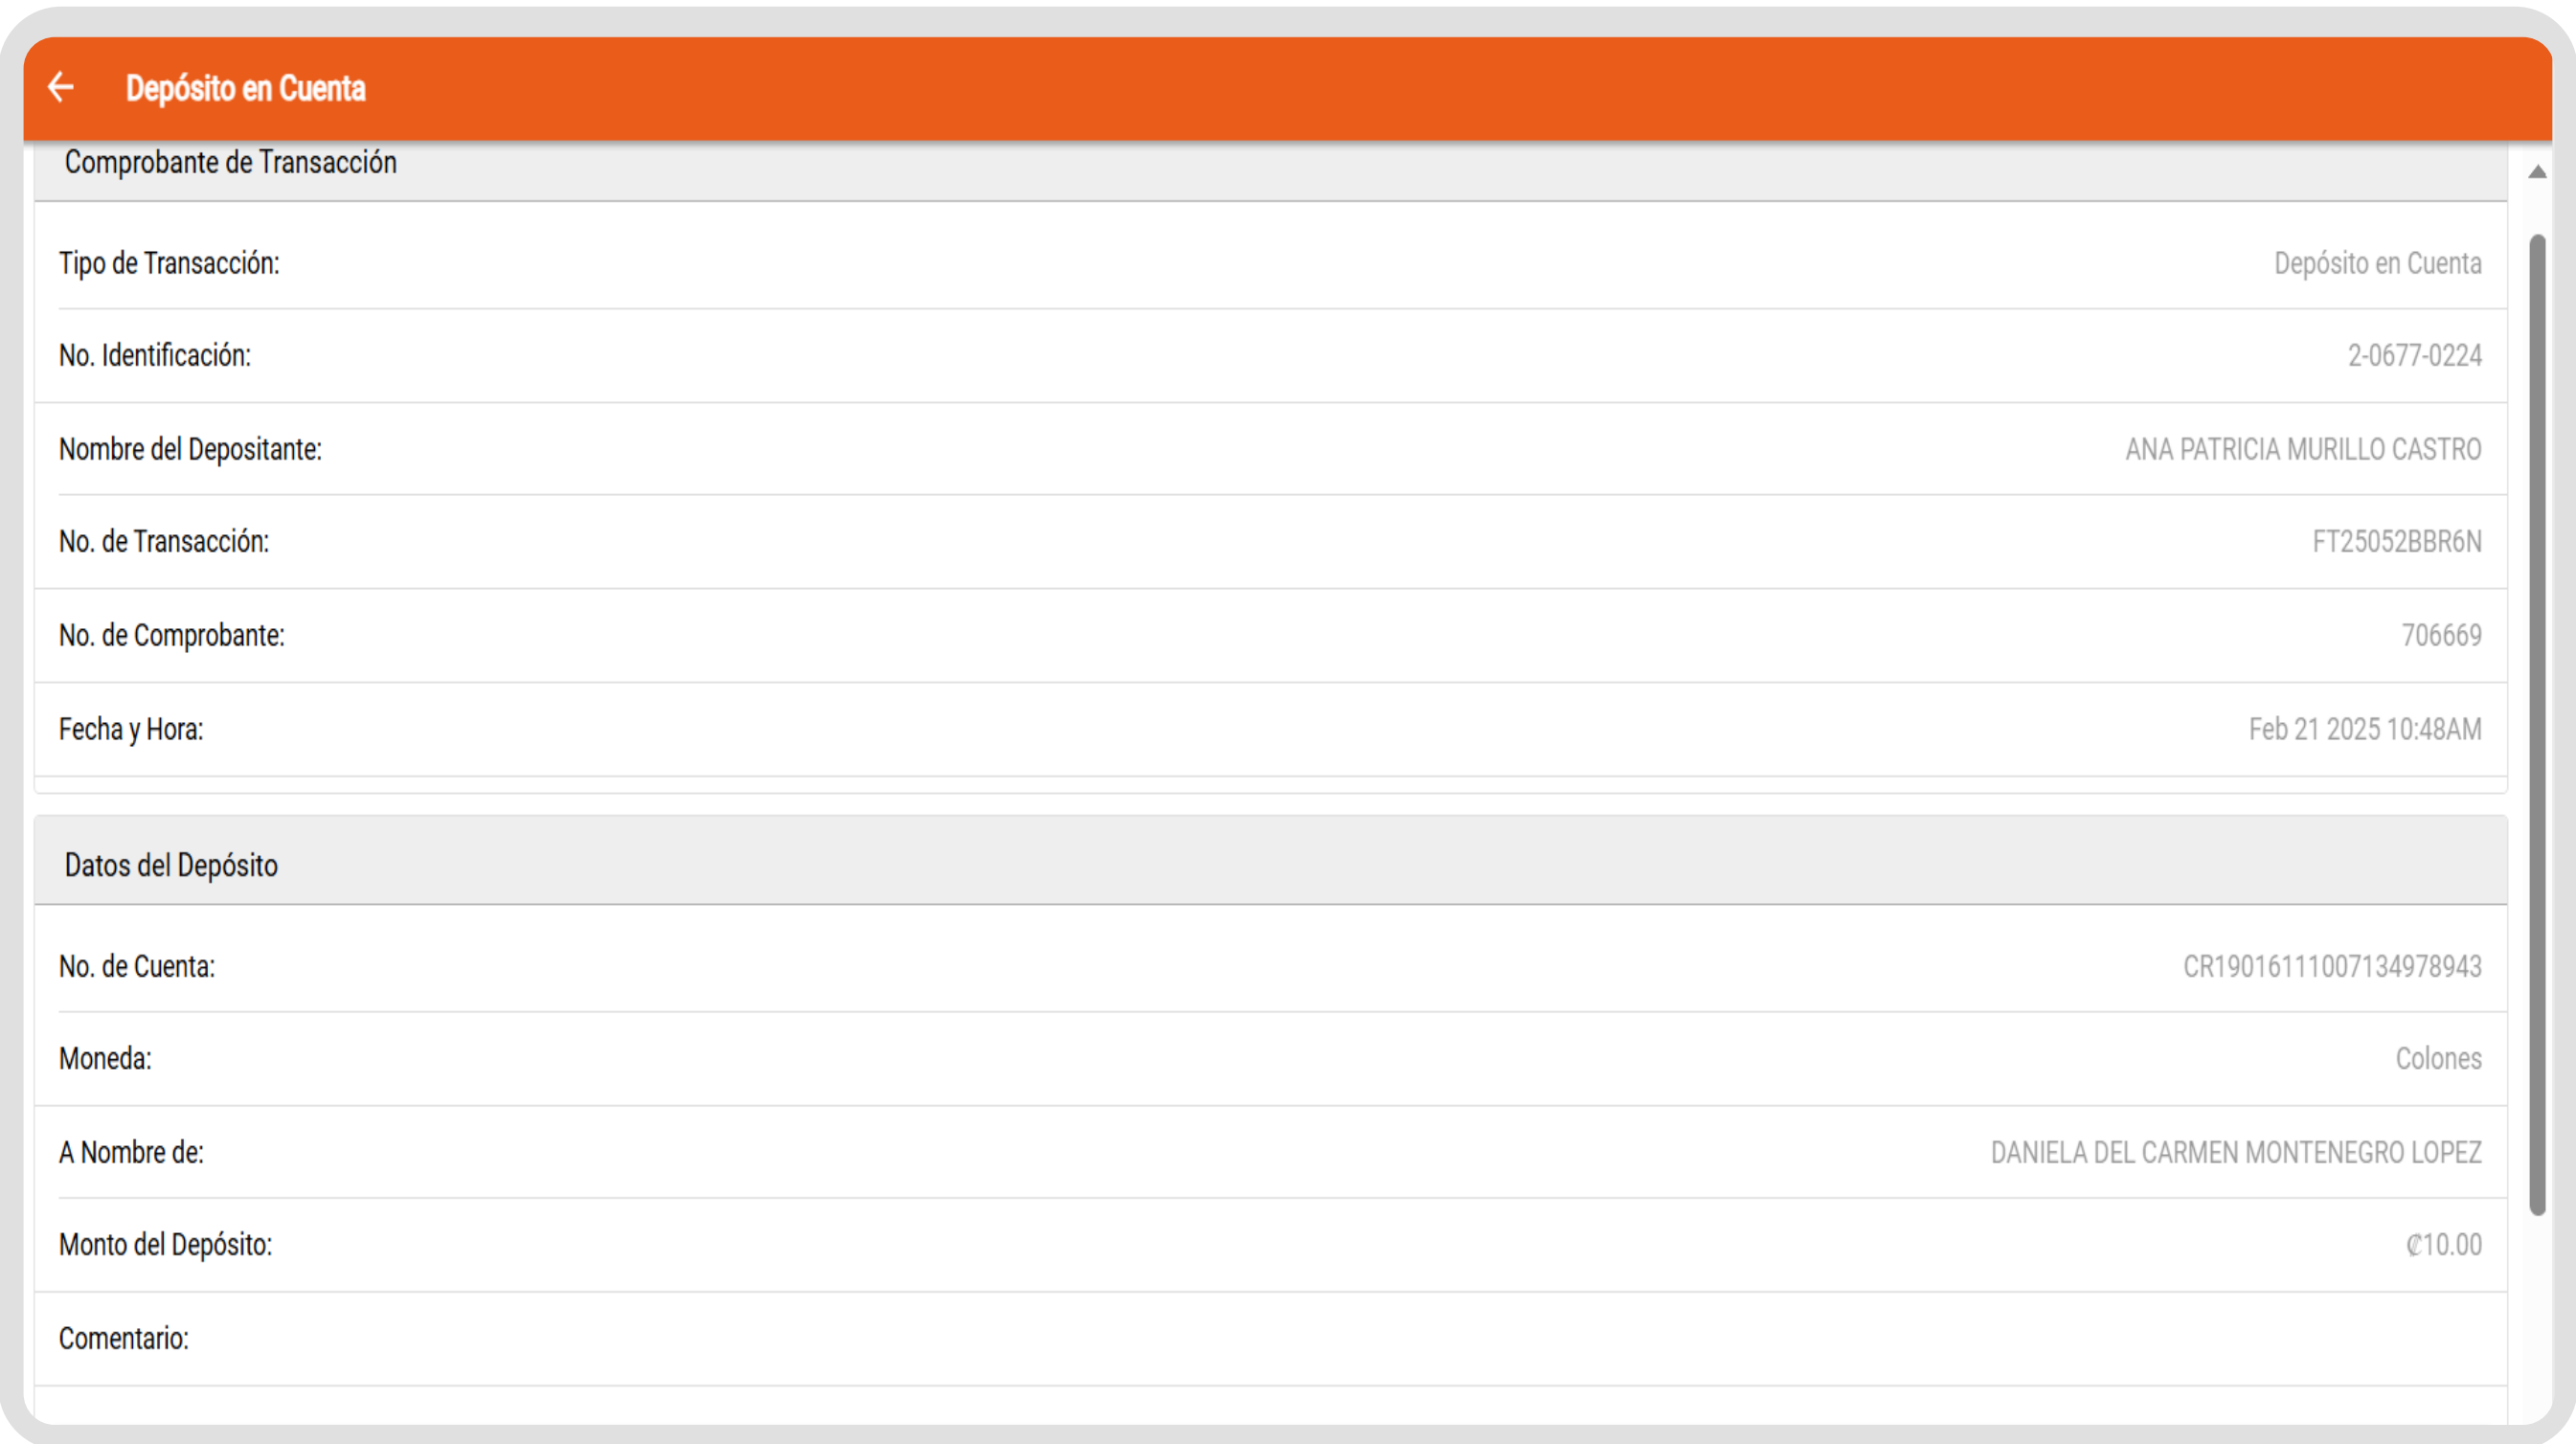 Depósito en Cuenta
Comprobante de Transacción
Tipo de Transacción: Depósito en Cuenta
No. Identificación: 2-0677-0224
Nombre del Depositante: ANA PATRICIA MURILLO CASTRO
No. de Transacción: FT25052BBR6N
No. de Comprobante: 706669
Fecha y Hora: Feb 21 2025 10:48AM
Datos del Depósito
No. de Cuenta: CR19016111007134978943
Moneda: Colones
A Nombre de: DANIELA DEL CARMEN MONTENEGRO LOPEZ
Monto del Depósito: ₡10.00
Comentario: